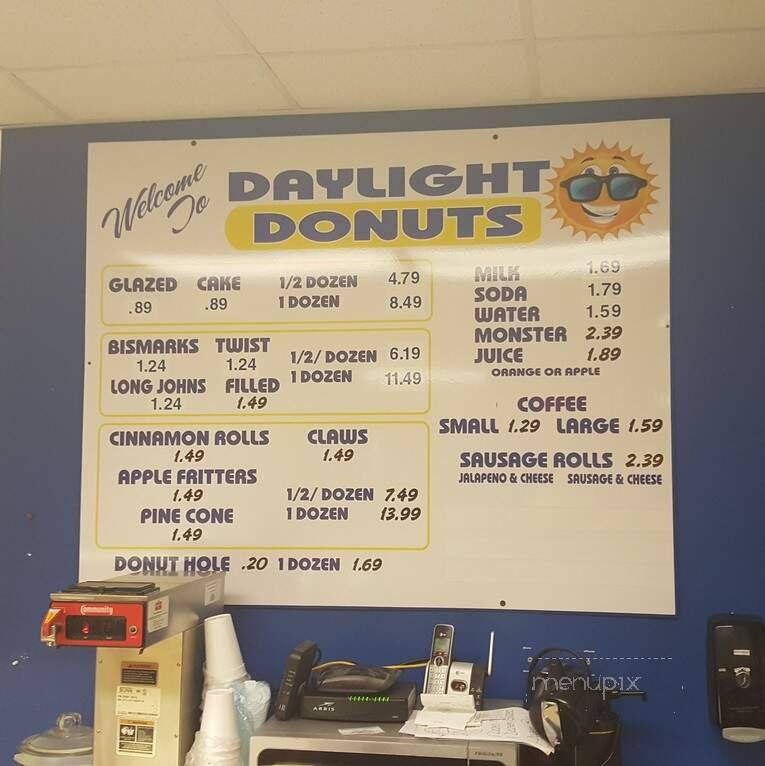 Welcome To
DAYLIGHT
DONUTS
GLAZED CAKE 1/2 DOZEN 4.79
.89 .89 1 DOZEN 8.49
BISMARKS TWIST 1/2/ DOZEN 6.19
1.24 1.24 1 DOZEN 11.49
LONG JOHNS FILLED
1.24 1.49
CINNAMON ROLLS CLAWS
1.49 1.49
APPLE FRITTERS
1.49 1/2/ DOZEN 7.49
PINE CONE 1 DOZEN 13.99
1.49
DONUT HOLE .20 1 DOZEN 1.69
MILK 1.69
SODA 1.79
WATER 1.59
MONSTER 2.39
JUICE 1.89
ORANGE OR APPLE
COFFEE
SMALL 1.29 LARGE 1.59
SAUSAGE ROLLS 2.39
JALAPENO & CHEESE SAUSAGE & CHEESE
Community
ARRIS
menupix